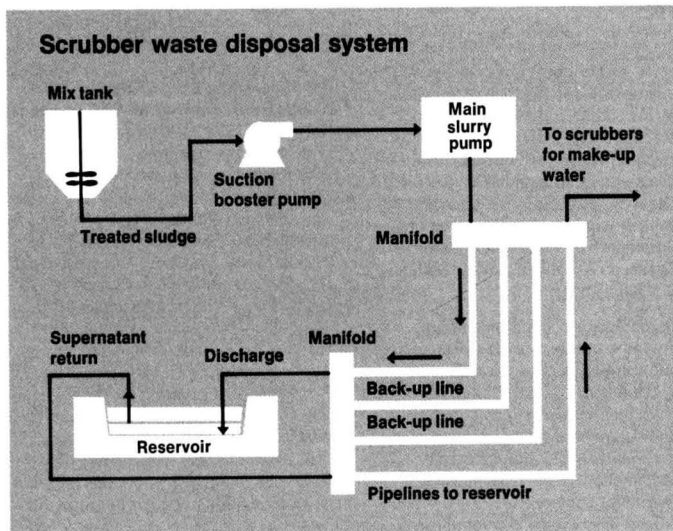 Scrubber waste disposal system
Mix tank
Main
slurry
pump
To scrubbers
for make-up
water
Suction
booster pump
Treated sludge
Manifold
Supernatant
return
Discharge
Manifold
Back-up line
Back-up line
Reservoir
Pipelines to reservoir